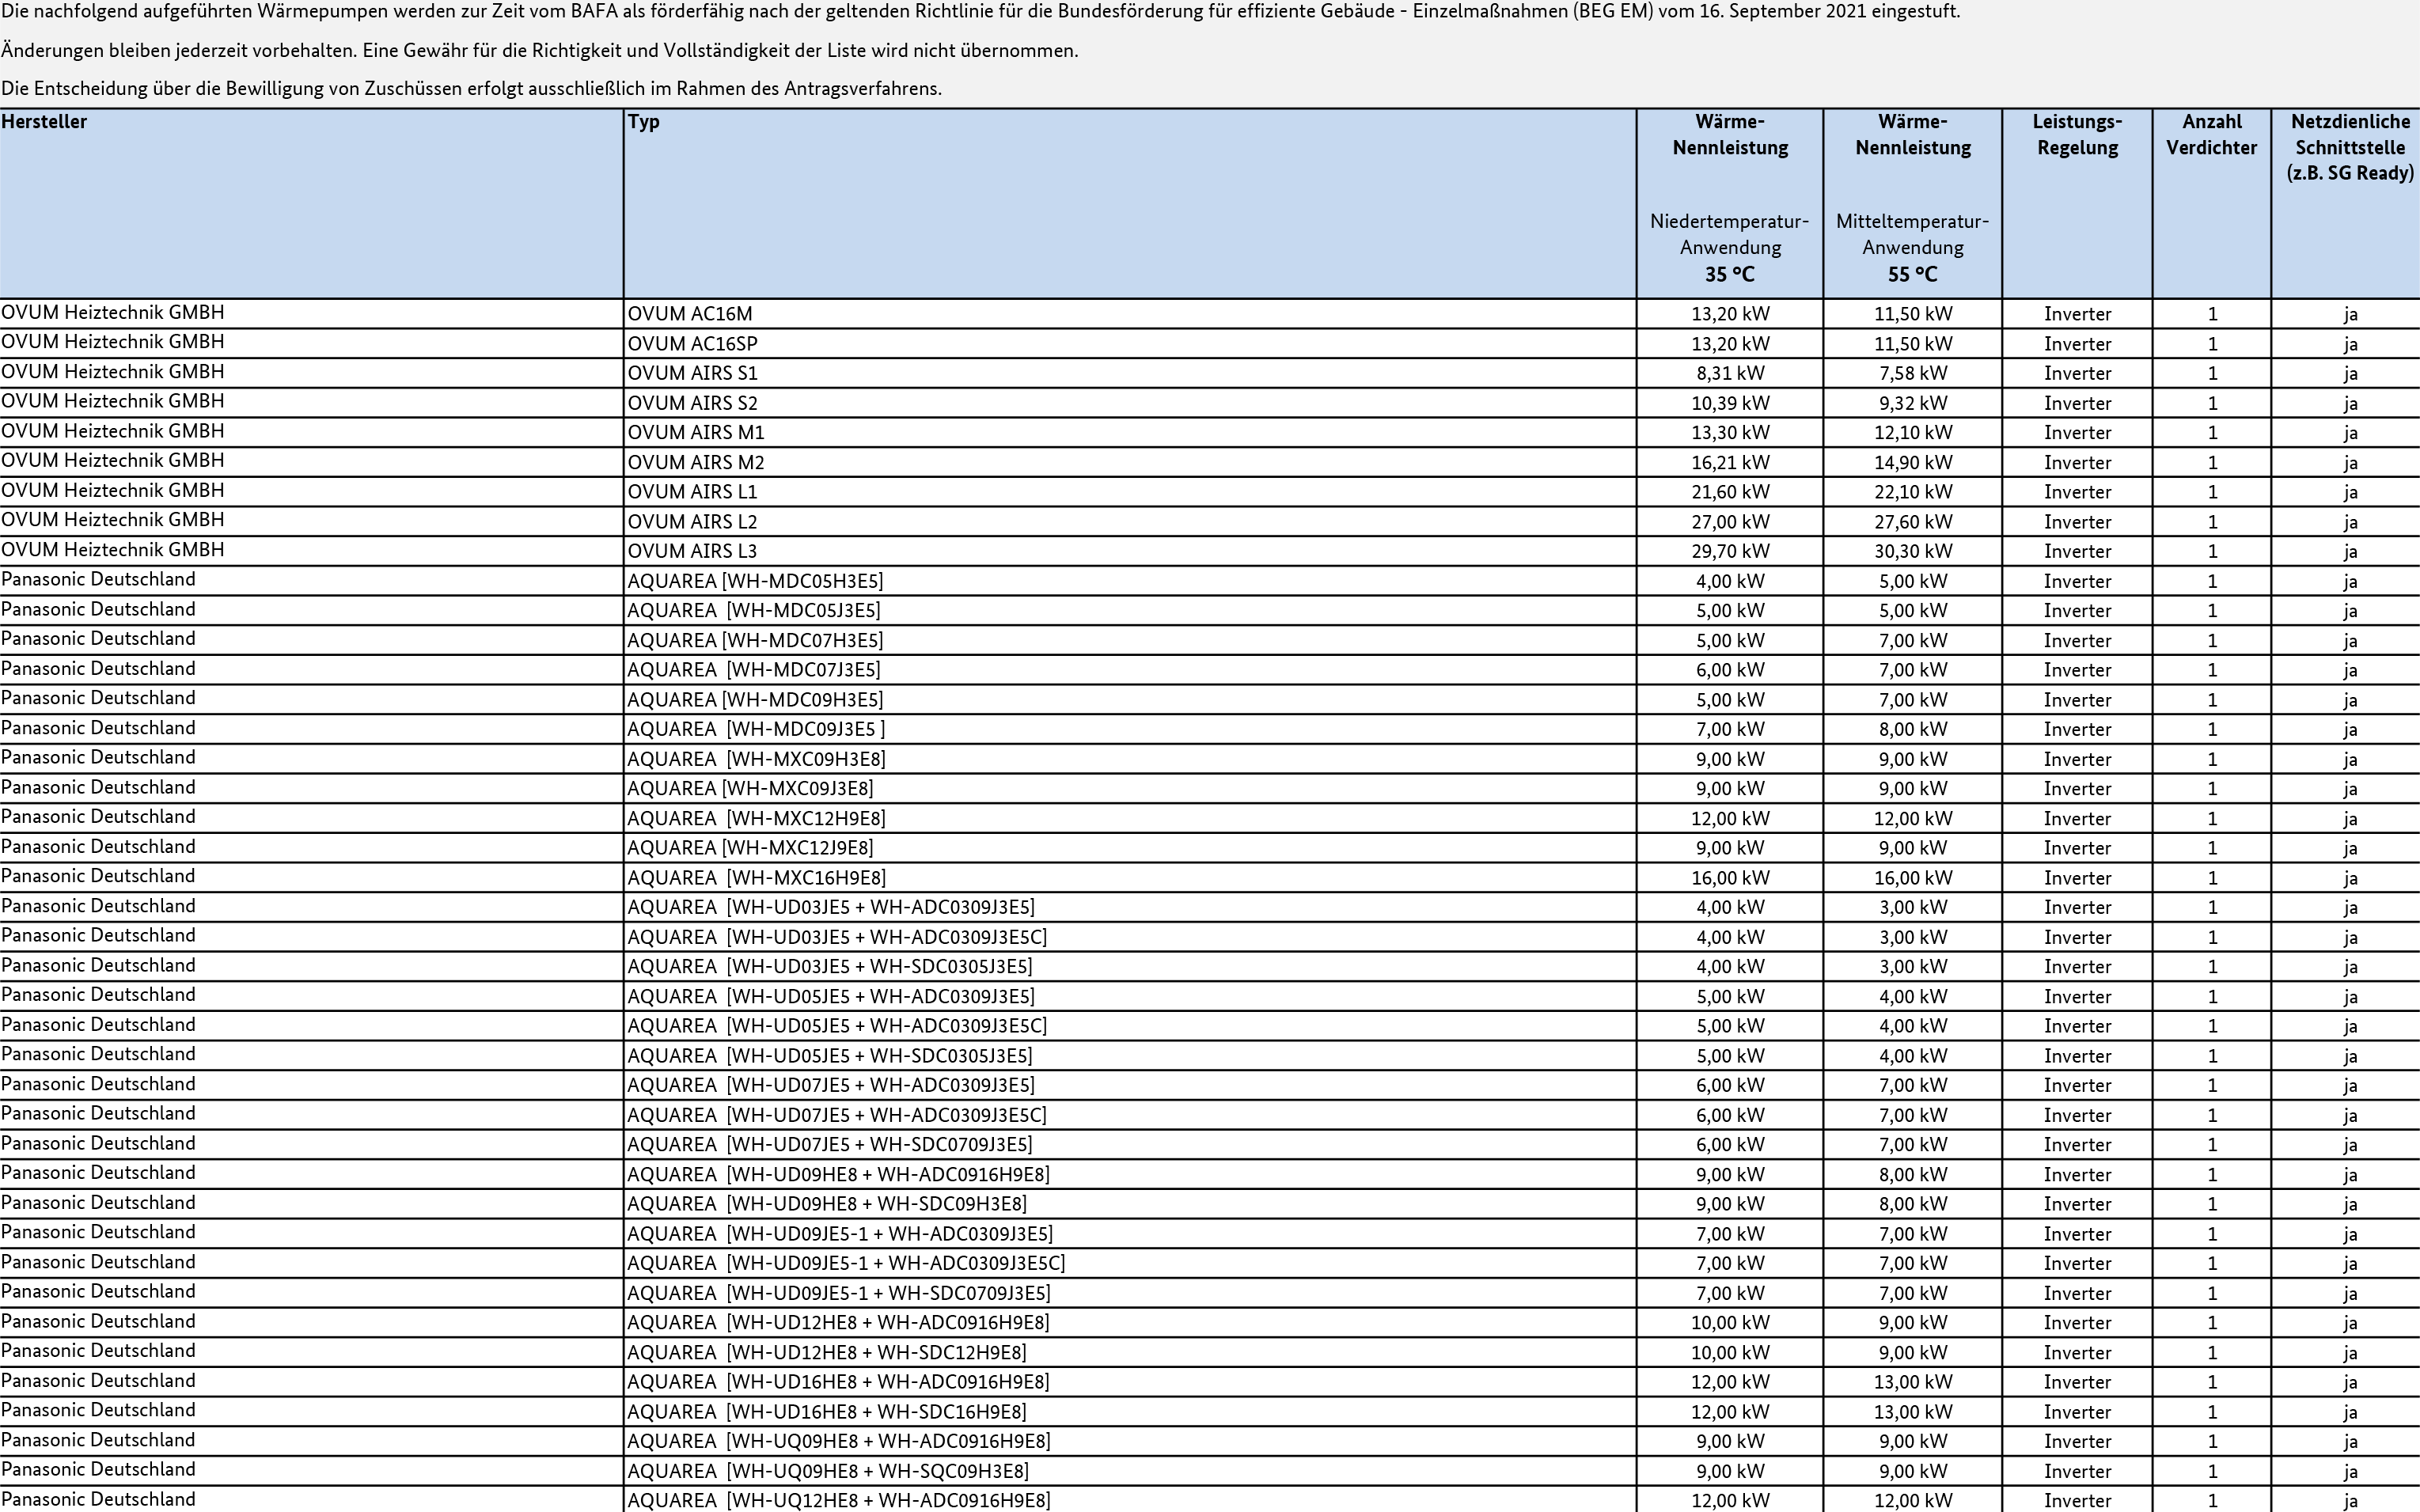 Die nachfolgend aufgeführten Wärmepumpen werden zur Zeit vom BAFA als förderfähig nach der geltenden Richtlinie für die Bundesförderung für effiziente Gebäude - Einzelmaßnahmen (BEG EM) vom 16. September 2021 eingestuft.
Änderungen bleiben jederzeit vorbehalten. Eine Gewähr für die Richtigkeit und Vollständigkeit der Liste wird nicht übernommen.
Die Entscheidung über die Bewilligung von Zuschüssen erfolgt ausschließlich im Rahmen des Antragsverfahrens.
Hersteller Typ Wärme- Wärme- Leistungs- Anzahl Netzdienliche
Nennleistung Nennleistung Regelung Verdichter Schnittstelle
(z.B. SG Ready)
Niedertemperatur- Mitteltemperatur-
Anwendung Anwendung
35 °C 55 °C
OVUM Heiztechnik GMBH OVUM AC16M 13,20 kW 11,50 kW Inverter 1 ja
OVUM Heiztechnik GMBH OVUM AC16SP 13,20 kW 11,50 kW Inverter 1 ja
OVUM Heiztechnik GMBH OVUM AIRS S1 8,31 kW 7,58 kW Inverter 1 ja
OVUM Heiztechnik GMBH OVUM AIRS S2 10,39 kW 9,32 kW Inverter 1 ja
OVUM Heiztechnik GMBH OVUM AIRS M1 13,30 kW 12,10 kW Inverter 1 ja
OVUM Heiztechnik GMBH OVUM AIRS M2 16,21 kW 14,90 kW Inverter 1 ja
OVUM Heiztechnik GMBH OVUM AIRS L1 21,60 kW 22,10 kW Inverter 1 ja
OVUM Heiztechnik GMBH OVUM AIRS L2 27,00 kW 27,60 kW Inverter 1 ja
OVUM Heiztechnik GMBH OVUM AIRS L3 29,70 kW 30,30 kW Inverter 1 ja
Panasonic Deutschland AQUAREA [WH-MDC05H3E5] 4,00 kW 5,00 kW Inverter 1 ja
Panasonic Deutschland AQUAREA [WH-MDC05J3E5] 5,00 kW 5,00 kW Inverter 1 ja
Panasonic Deutschland AQUAREA [WH-MDC07H3E5] 5,00 kW 7,00 kW Inverter 1 ja
Panasonic Deutschland AQUAREA [WH-MDC07J3E5] 6,00 kW 7,00 kW Inverter 1 ja
Panasonic Deutschland AQUAREA [WH-MDC09H3E5] 5,00 kW 7,00 kW Inverter 1 ja
Panasonic Deutschland AQUAREA [WH-MDC09J3E5 ] 7,00 kW 8,00 kW Inverter 1 ja
Panasonic Deutschland AQUAREA [WH-MXC09H3E8] 9,00 kW 9,00 kW Inverter 1 ja
Panasonic Deutschland AQUAREA [WH-MXC09J3E8] 9,00 kW 9,00 kW Inverter 1 ja
Panasonic Deutschland AQUAREA [WH-MXC12H9E8] 12,00 kW 12,00 kW Inverter 1 ja
Panasonic Deutschland AQUAREA [WH-MXC12J9E8] 9,00 kW 9,00 kW Inverter 1 ja
Panasonic Deutschland AQUAREA [WH-MXC16H9E8] 16,00 kW 16,00 kW Inverter 1 ja
Panasonic Deutschland AQUAREA [WH-UD03JE5 + WH-ADC0309J3E5] 4,00 kW 3,00 kW Inverter 1 ja
Panasonic Deutschland AQUAREA [WH-UD03JE5 + WH-ADC0309J3E5C] 4,00 kW 3,00 kW Inverter 1 ja
Panasonic Deutschland AQUAREA [WH-UD03JE5 + WH-SDC0305J3E5] 4,00 kW 3,00 kW Inverter 1 ja
Panasonic Deutschland AQUAREA [WH-UD05JE5 + WH-ADC0309J3E5] 5,00 kW 4,00 kW Inverter 1 ja
Panasonic Deutschland AQUAREA [WH-UD05JE5 + WH-ADC0309J3E5C] 5,00 kW 4,00 kW Inverter 1 ja
Panasonic Deutschland AQUAREA [WH-UD05JE5 + WH-SDC0305J3E5] 5,00 kW 4,00 kW Inverter 1 ja
Panasonic Deutschland AQUAREA [WH-UD07JE5 + WH-ADC0309J3E5] 6,00 kW 7,00 kW Inverter 1 ja
Panasonic Deutschland AQUAREA [WH-UD07JE5 + WH-ADC0309J3E5C] 6,00 kW 7,00 kW Inverter 1 ja
Panasonic Deutschland AQUAREA [WH-UD07JE5 + WH-SDC0709J3E5] 6,00 kW 7,00 kW Inverter 1 ja
Panasonic Deutschland AQUAREA [WH-UD09HE8 + WH-ADC0916H9E8] 9,00 kW 8,00 kW Inverter 1 ja
Panasonic Deutschland AQUAREA [WH-UD09HE8 + WH-SDC09H3E8] 9,00 kW 8,00 kW Inverter 1 ja
Panasonic Deutschland AQUAREA [WH-UD09JE5-1 + WH-ADC0309J3E5] 7,00 kW 7,00 kW Inverter 1 ja
Panasonic Deutschland AQUAREA [WH-UD09JE5-1 + WH-ADC0309J3E5C] 7,00 kW 7,00 kW Inverter 1 ja
Panasonic Deutschland AQUAREA [WH-UD09JE5-1 + WH-SDC0709J3E5] 7,00 kW 7,00 kW Inverter 1 ja
Panasonic Deutschland AQUAREA [WH-UD12HE8 + WH-ADC0916H9E8] 10,00 kW 9,00 kW Inverter 1 ja
Panasonic Deutschland AQUAREA [WH-UD12HE8 + WH-SDC12H9E8] 10,00 kW 9,00 kW Inverter 1 ja
Panasonic Deutschland AQUAREA [WH-UD16HE8 + WH-ADC0916H9E8] 12,00 kW 13,00 kW Inverter 1 ja
Panasonic Deutschland AQUAREA [WH-UD16HE8 + WH-SDC16H9E8] 12,00 kW 13,00 kW Inverter 1 ja
Panasonic Deutschland AQUAREA [WH-UQ09HE8 + WH-ADC0916H9E8] 9,00 kW 9,00 kW Inverter 1 ja
Panasonic Deutschland AQUAREA [WH-UQ09HE8 + WH-SQC09H3E8] 9,00 kW 9,00 kW Inverter 1 ja
Panasonic Deutschland AQUAREA [WH-UQ12HE8 + WH-ADC0916H9E8] 12,00 kW 12,00 kW Inverter 1 ja